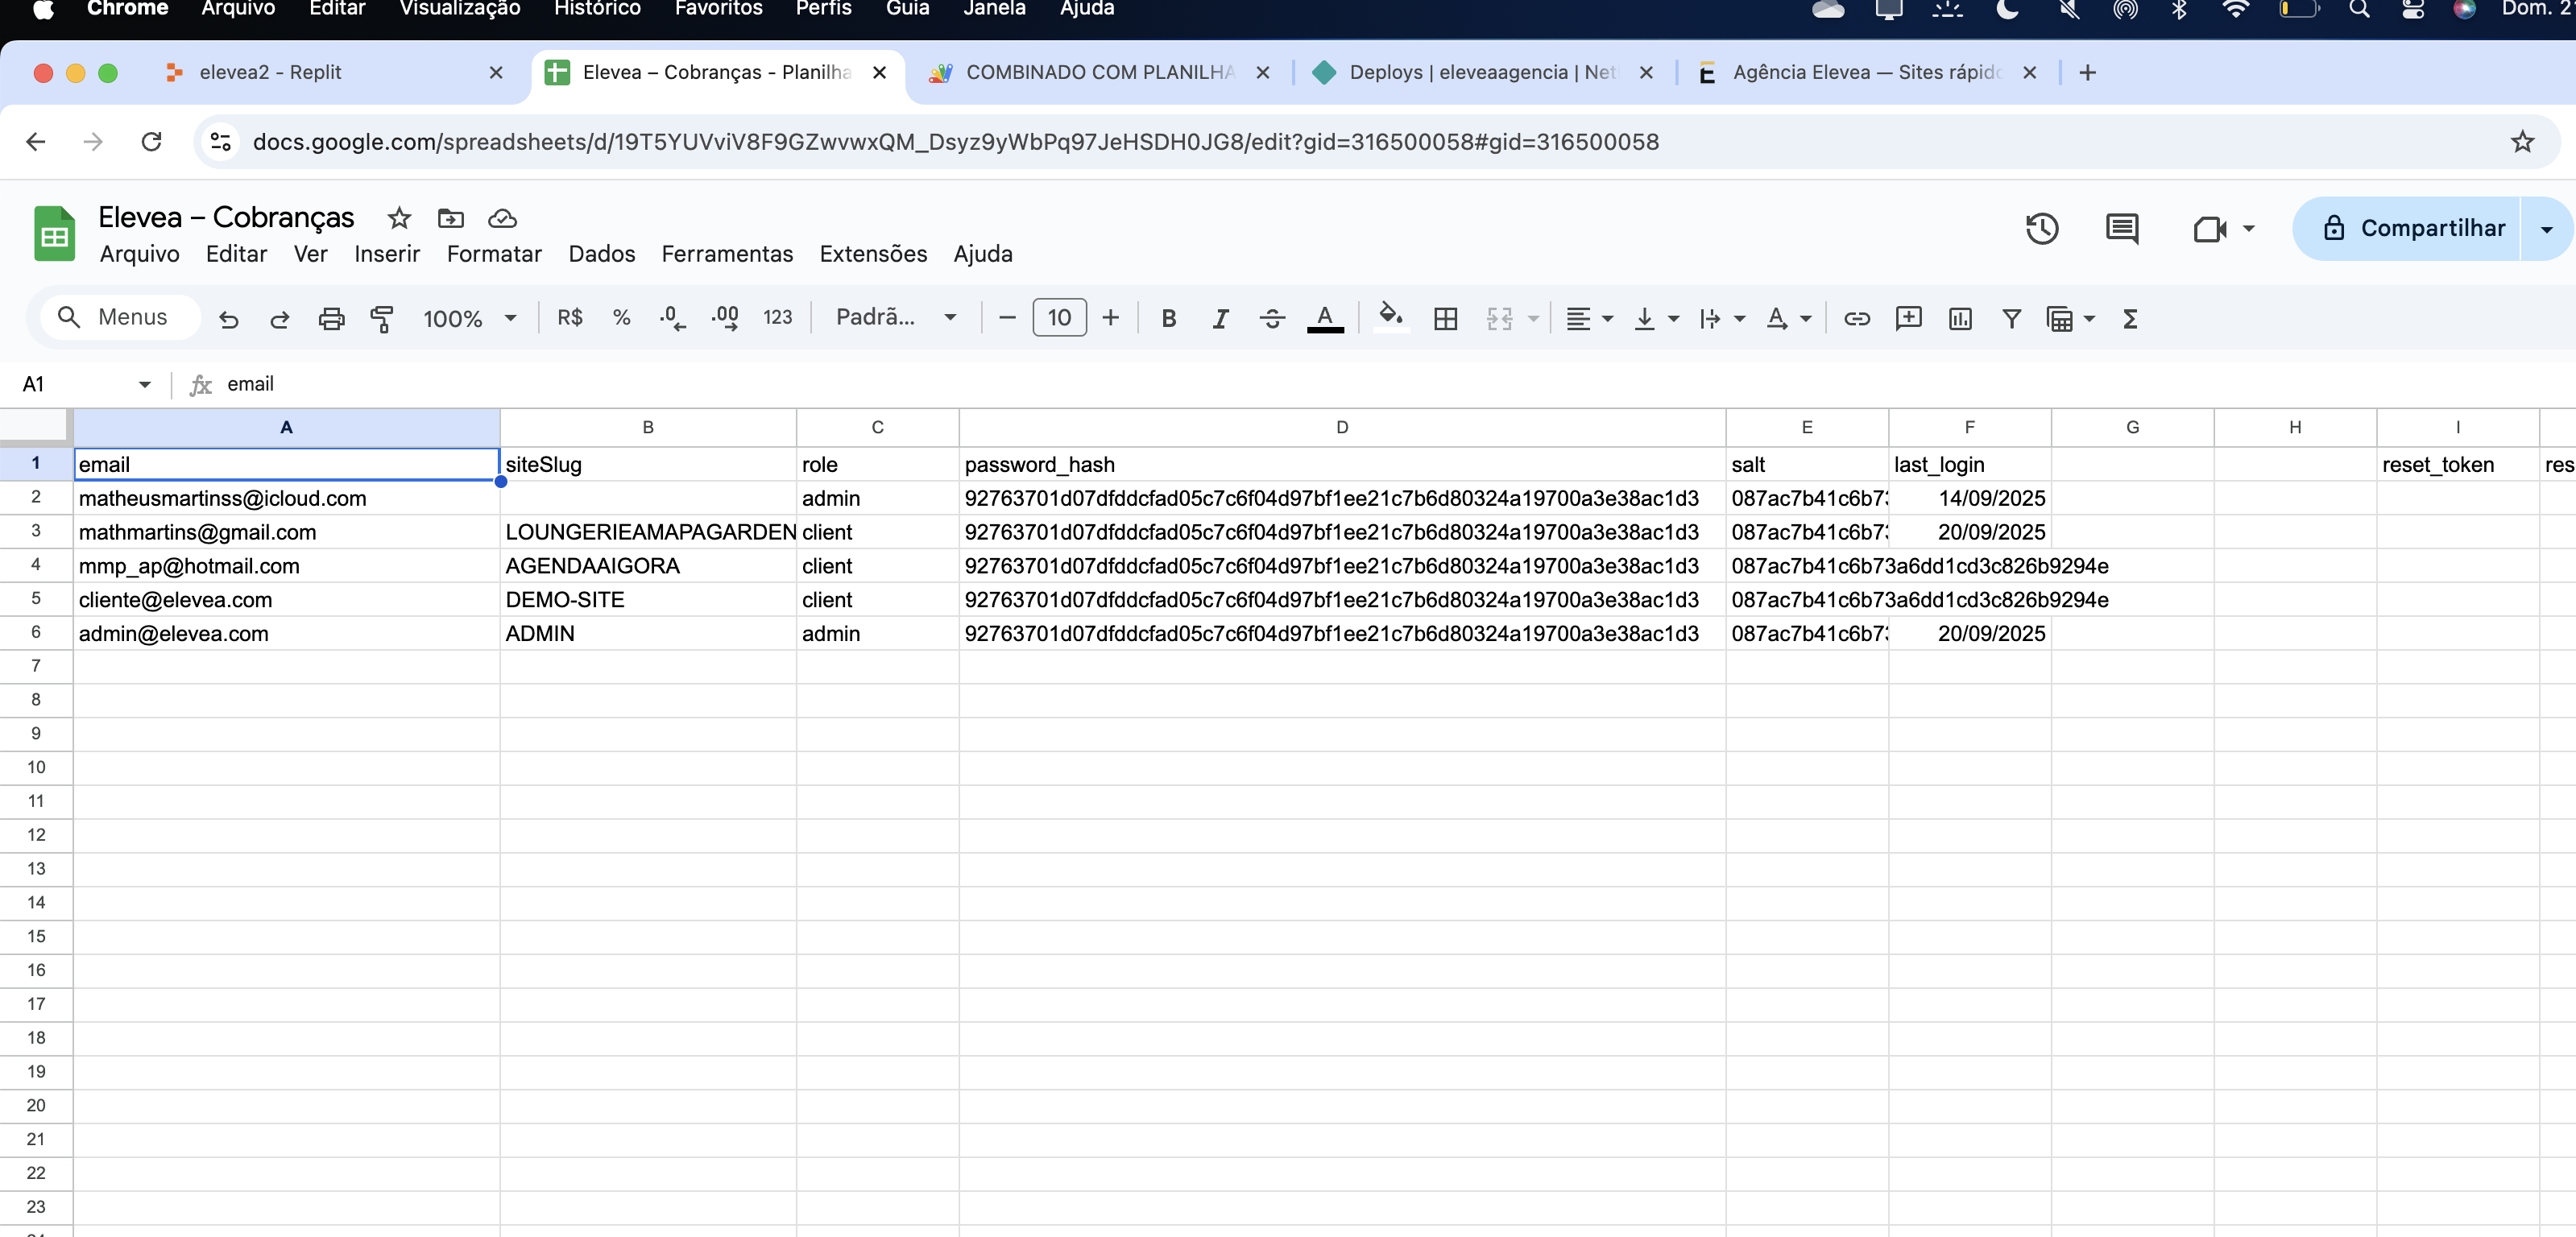 Chrome Arquivo Editar Visualização Histórico Favoritos Perfis Guia Janela Ajuda Dom. 2
elevea2 - Replit Elevea – Cobranças - Planilha COMBINADO COM PLANILHA Deploys | eleveaagencia | Net Agência Elevea — Sites rápido
docs.google.com/spreadsheets/d/19T5YUVviV8F9GZwvwxQM_Dsyz9yWbPq97JeHSDH0JG8/edit?gid=316500058#gid=316500058
Elevea – Cobranças
Compartilhar
Arquivo Editar Ver Inserir Formatar Dados Ferramentas Extensões Ajuda
Menus 100% R$ % .0 .00 123 Padrã... 10 B I A A Σ
A1 fx email
A B C D E F G H I
1 email siteSlug role password_hash salt last_login reset_token res
2 matheusmartinss@icloud.com admin 92763701d07dfddcfad05c7c6f04d97bf1ee21c7b6d80324a19700a3e38ac1d3 087ac7b41c6b73 14/09/2025
3 mathmartins@gmail.com LOUNGERIEAMAPAGARDEN client 92763701d07dfddcfad05c7c6f04d97bf1ee21c7b6d80324a19700a3e38ac1d3 087ac7b41c6b73 20/09/2025
4 mmp_ap@hotmail.com AGENDAAIGORA client 92763701d07dfddcfad05c7c6f04d97bf1ee21c7b6d80324a19700a3e38ac1d3 087ac7b41c6b73a6dd1cd3c826b9294e
5 cliente@elevea.com DEMO-SITE client 92763701d07dfddcfad05c7c6f04d97bf1ee21c7b6d80324a19700a3e38ac1d3 087ac7b41c6b73a6dd1cd3c826b9294e
6 admin@elevea.com ADMIN admin 92763701d07dfddcfad05c7c6f04d97bf1ee21c7b6d80324a19700a3e38ac1d3 087ac7b41c6b73 20/09/2025
7
8
9
10
11
12
13
14
15
16
17
18
19
20
21
22
23